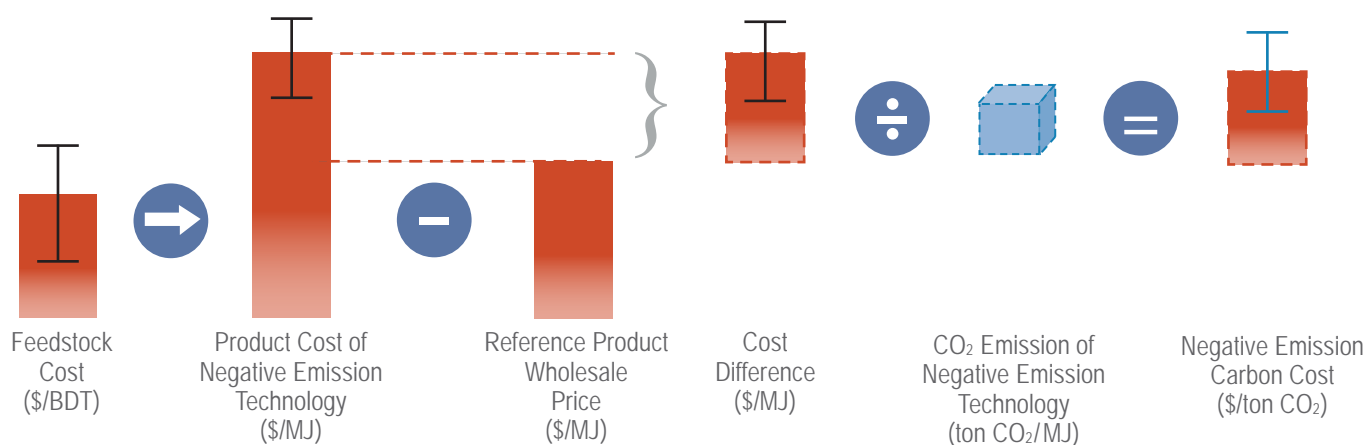 Feedstock
Cost
($/BDT)
Product Cost of
Negative Emission
Technology
($/MJ)
Reference Product
Wholesale
Price
($/MJ)
Cost
Difference
($/MJ)
CO₂ Emission of
Negative Emission
Technology
(ton CO₂/MJ)
Negative Emission
Carbon Cost
($/ton CO₂)